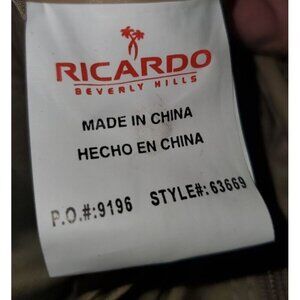 RICARDO
BEVERLY HILLS
MADE IN CHINA
HECHO EN CHINA
P.O.#:9196 STYLE#:63669